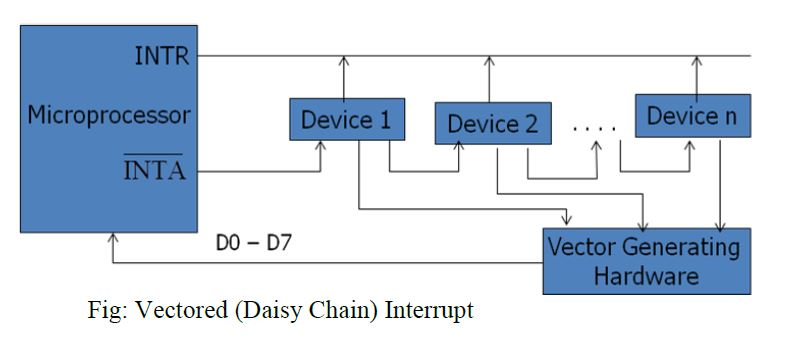 INTR
Microprocessor
Device 1
Device 2
. . . .
Device n
INTA
D0 – D7
Vector Generating
Hardware
Fig: Vectored (Daisy Chain) Interrupt